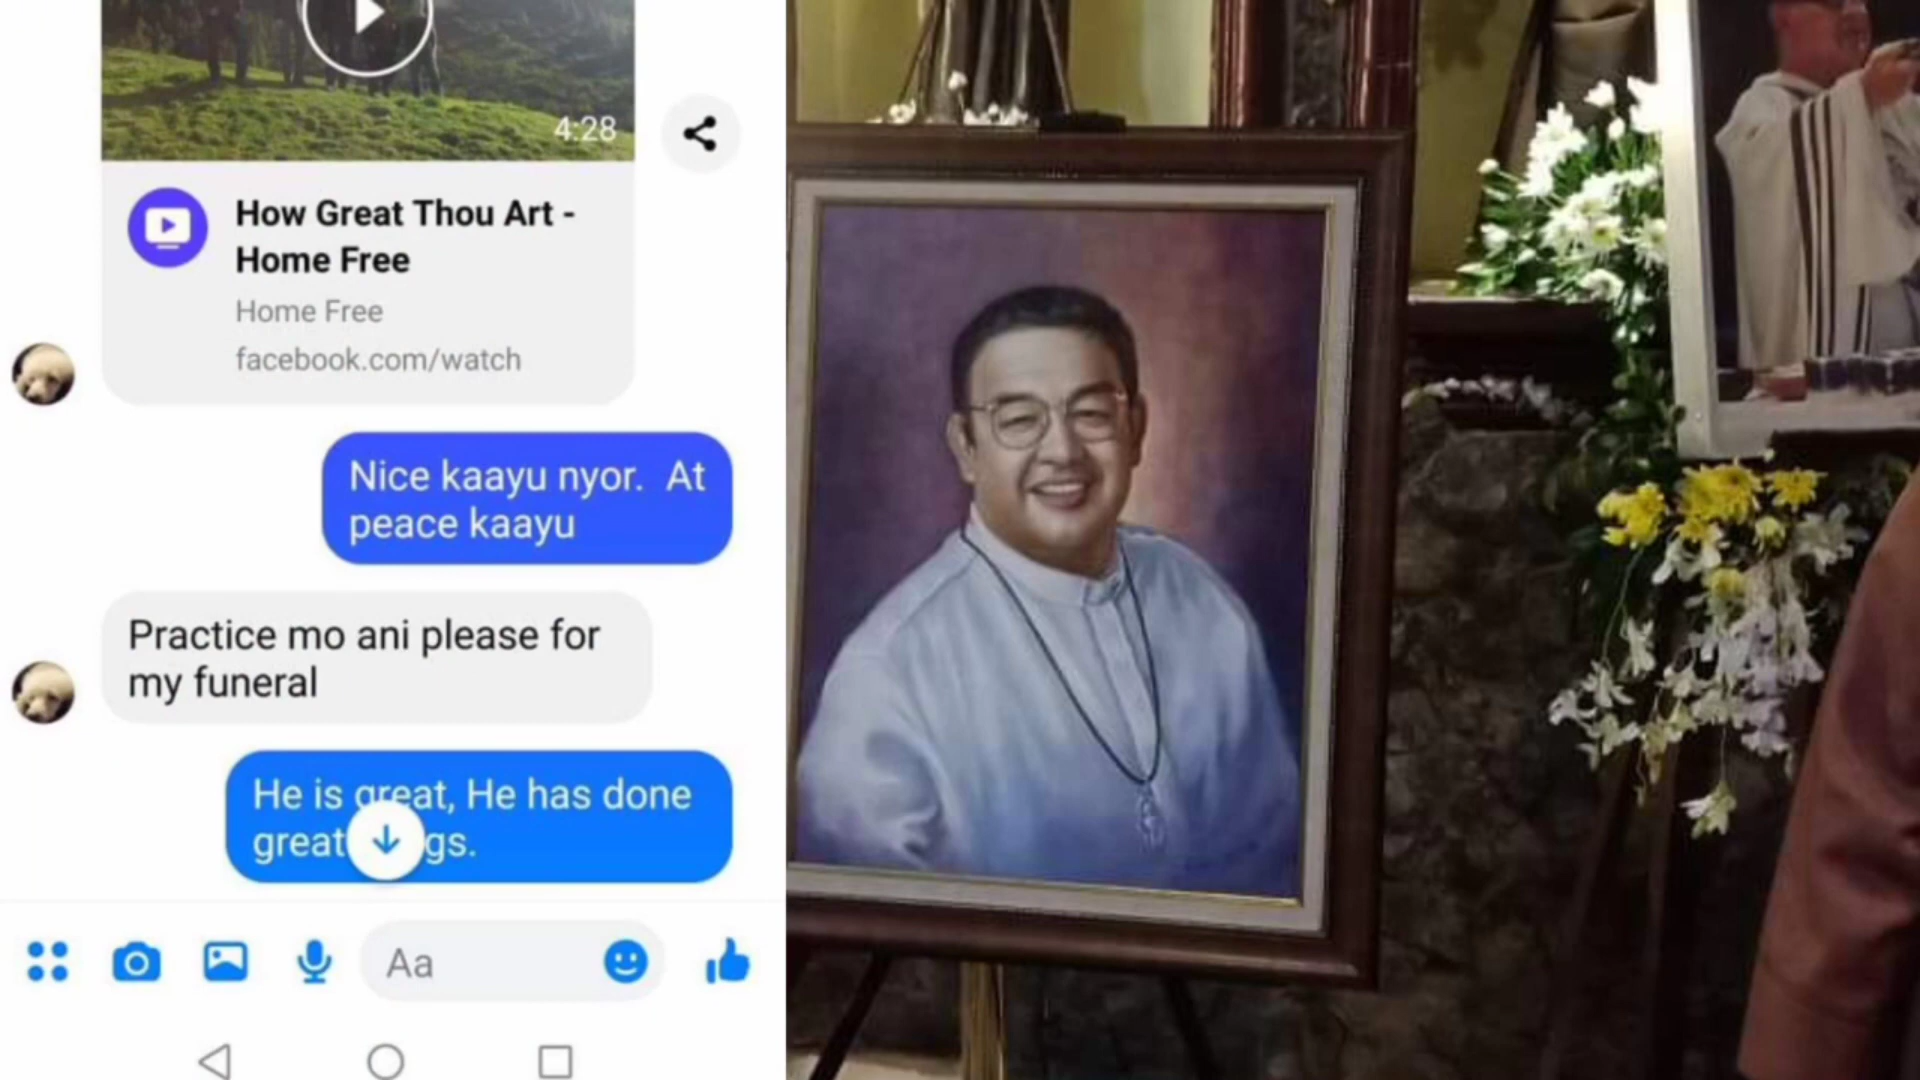 4:28
How Great Thou Art -
Home Free
Home Free
facebook.com/watch
Nice kaayu nyor. At
peace kaayu
Practice mo ani please for
my funeral
He is great, He has done
great gs.
Aa